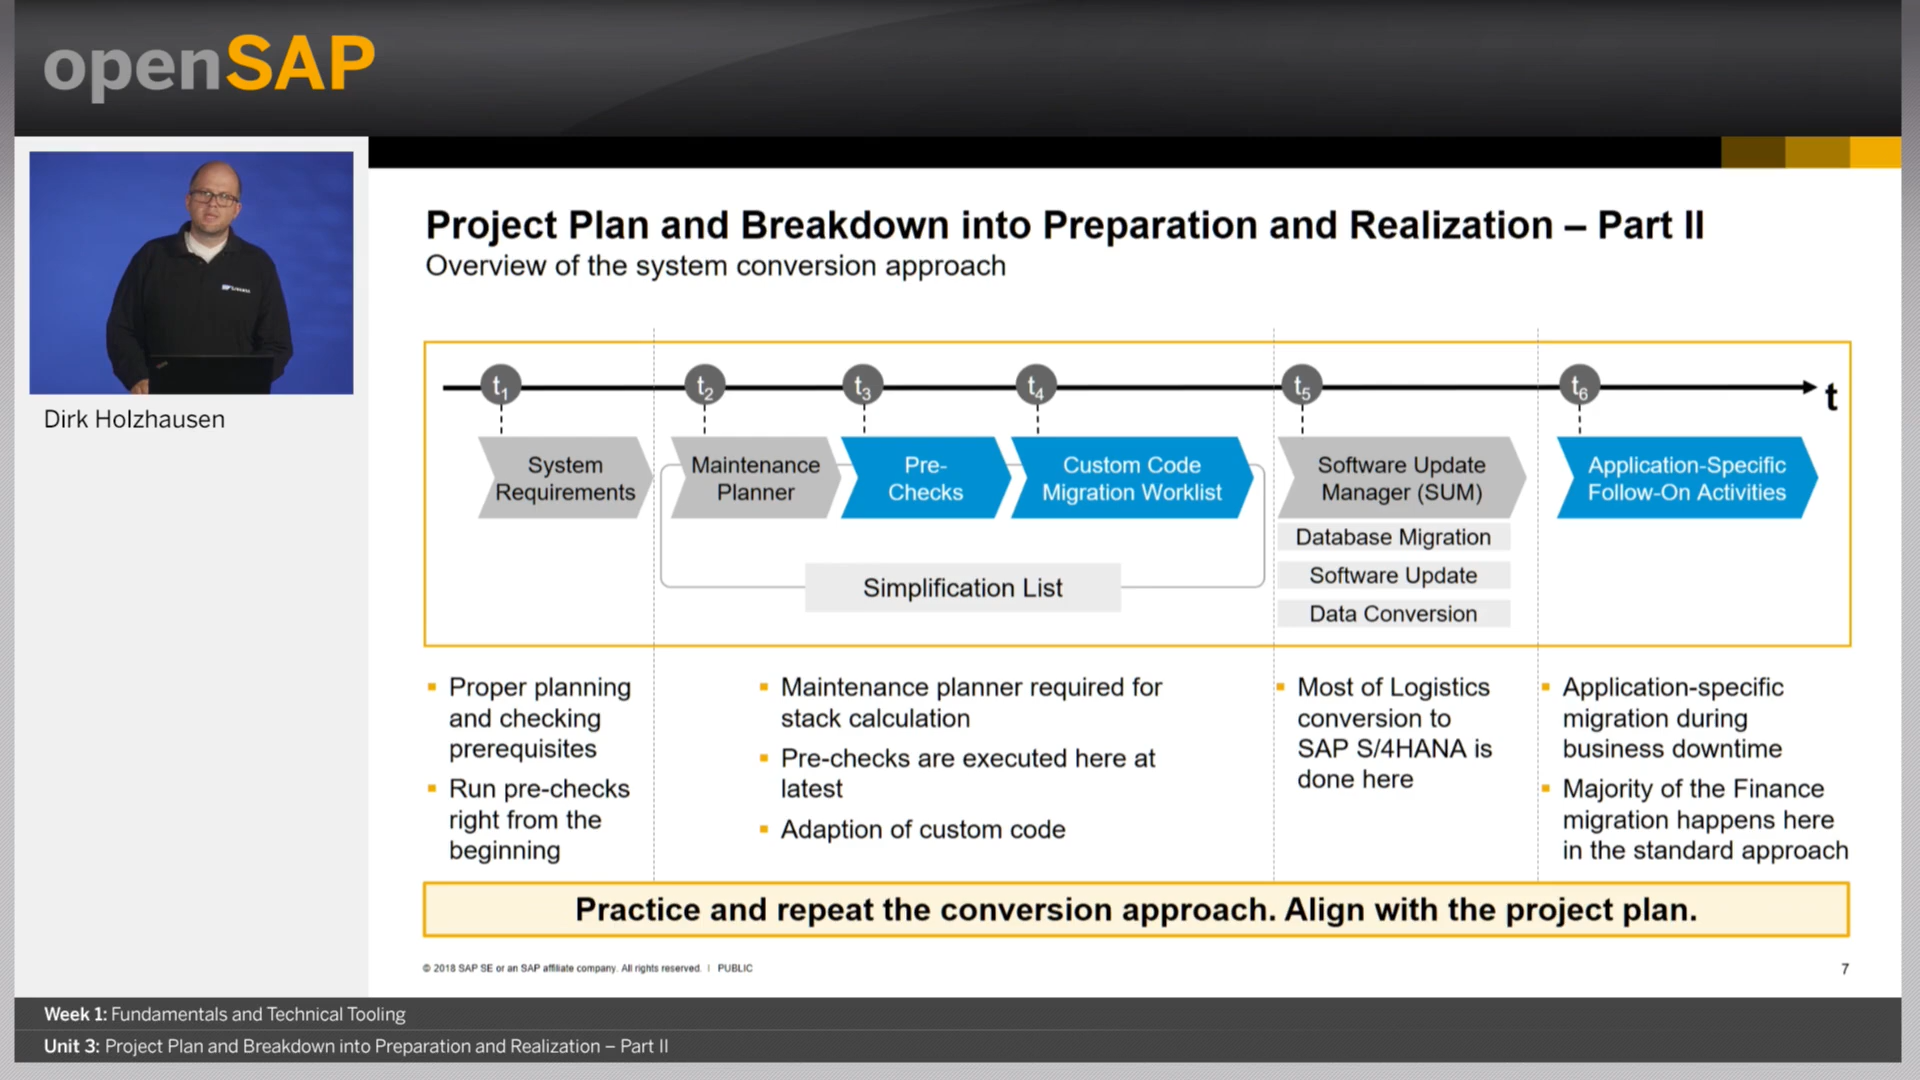 openSAP
Dirk Holzhausen
Project Plan and Breakdown into Preparation and Realization – Part II
Overview of the system conversion approach
t1 t2 t3 t4 t5 t6
t
System
Requirements
Maintenance
Planner
Pre-
Checks
Custom Code
Migration Worklist
Software Update
Manager (SUM)
Application-Specific
Follow-On Activities
Database Migration
Software Update
Data Conversion
Simplification List
▪ Proper planning
and checking
prerequisites
▪ Run pre-checks
right from the
beginning
▪ Maintenance planner required for
stack calculation
▪ Pre-checks are executed here at
latest
▪ Adaption of custom code
▪ Most of Logistics
conversion to
SAP S/4HANA is
done here
▪ Application-specific
migration during
business downtime
▪ Majority of the Finance
migration happens here
in the standard approach
Practice and repeat the conversion approach. Align with the project plan.
© 2018 SAP SE or an SAP affiliate company. All rights reserved. | PUBLIC
7
Week 1: Fundamentals and Technical Tooling
Unit 3: Project Plan and Breakdown into Preparation and Realization – Part II